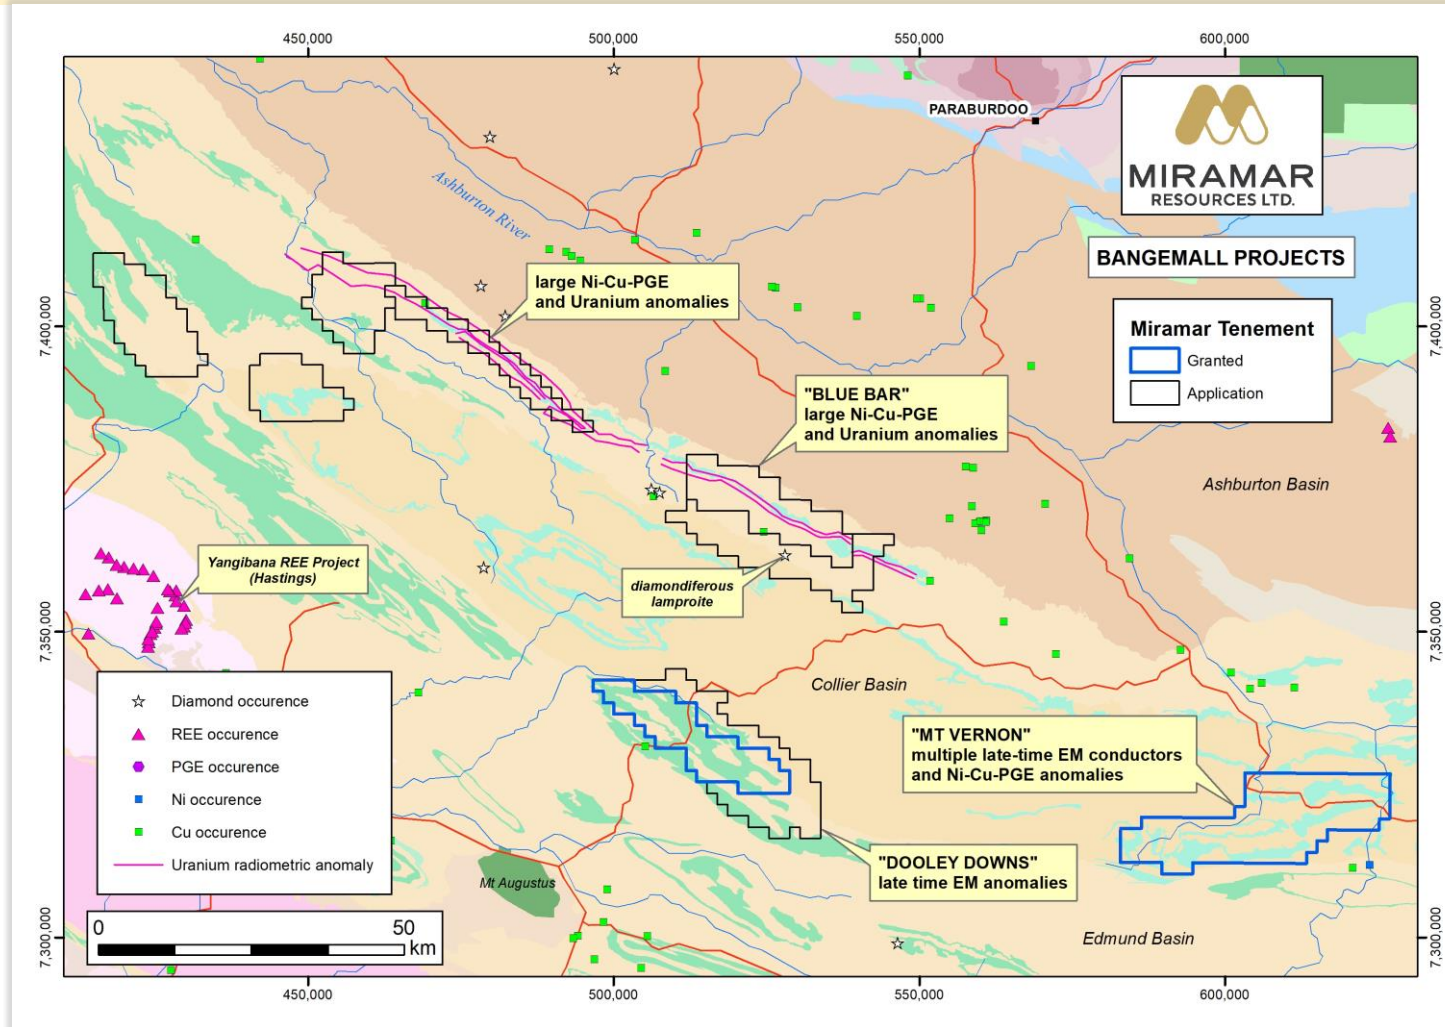 450,000
500,000
550,000
600,000
PARABURDOO
MIRAMAR
RESOURCES LTD.
Ashburton River
BANGEMALL PROJECTS
large Ni-Cu-PGE
and Uranium anomalies
7,400,000
7,400,000
Miramar Tenement
Granted
Application
"BLUE BAR"
large Ni-Cu-PGE
and Uranium anomalies
Ashburton Basin
Yangibana REE Project
(Hastings)
diamondiferous
lamproite
7,350,000
7,350,000
Collier Basin
Diamond occurence
REE occurence
PGE occurence
Ni occurence
Cu occurence
Uranium radiometric anomaly
"MT VERNON"
multiple late-time EM conductors
and Ni-Cu-PGE anomalies
"DOOLEY DOWNS"
late time EM anomalies
Mt Augustus
0
50
km
7,300,000
7,300,000
Edmund Basin
450,000
500,000
550,000
600,000